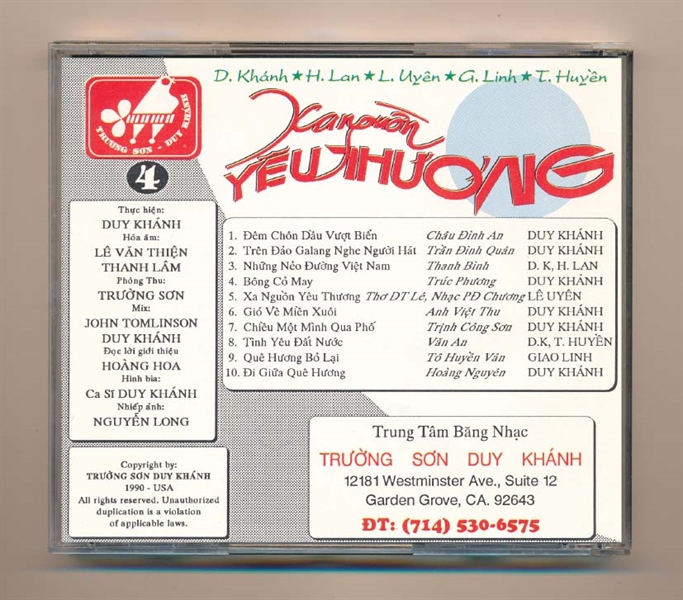 D. Khánh ★ H. Lan ★ L. Uyên ★ G. Linh ★ T. Huyền
Xa nguồn
YÊU THƯƠNG
TRƯỜNG SƠN - DUY KHÁNH
4
Thực hiện:
DUY KHÁNH
Hòa âm:
LÊ VĂN THIỆN
THANH LÂM
Phòng Thu:
TRƯỜNG SƠN
Mix:
JOHN TOMLINSON
DUY KHÁNH
Đọc lời giới thiệu
HOÀNG HOA
Hình bìa:
Ca Sĩ DUY KHÁNH
Nhiếp ảnh:
NGUYỄN LONG
1. Đêm Chôn Dầu Vượt Biển Châu Đình An DUY KHÁNH
2. Trên Đảo Galang Nghe Người Hát Trần Đình Quân DUY KHÁNH
3. Những Nẻo Đường Việt Nam Thanh Bình D. K, H. LAN
4. Bông Cỏ May Trúc Phương DUY KHÁNH
5. Xa Nguồn Yêu Thương Thơ DT Lê, Nhạc PĐ Chương LÊ UYÊN
6. Gió Về Miền Xuôi Anh Việt Thu DUY KHÁNH
7. Chiều Một Mình Qua Phố Trịnh Công Sơn DUY KHÁNH
8. Tình Yêu Đất Nước Văn An D.K, T. HUYỀN
9. Quê Hương Bỏ Lại Tô Huyền Vân GIAO LINH
10. Đi Giữa Quê Hương Hoàng Nguyên DUY KHÁNH
Copyright by:
TRƯỜNG SƠN DUY KHÁNH
1990 - USA
All rights reserved. Unauthorized
duplication is a violation
of applicable laws.
Trung Tâm Băng Nhạc
TRƯỜNG SƠN DUY KHÁNH
12181 Westminster Ave., Suite 12
Garden Grove, CA. 92643
ĐT: (714) 530-6575